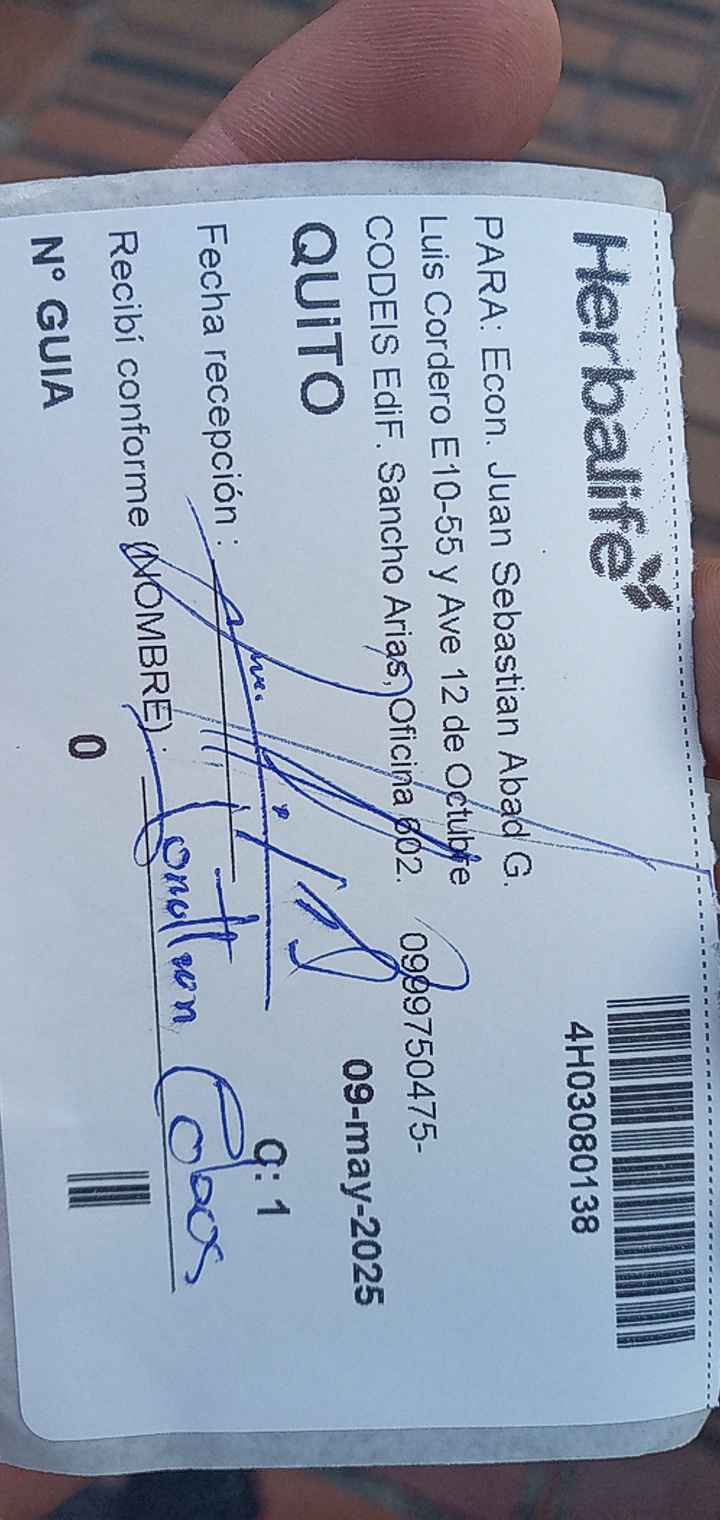 Herbalife
4H03080138
PARA: Econ. Juan Sebastian Abad G.
Luis Cordero E10-55 y Ave 12 de Octubre
CODEIS EdiF. Sancho Arias, Oficina 602. 0999750475-
QUiTO
09-may-2025
Fecha recepción :
C: 1
Recibí conforme (NOMBRE) :
N° GUIA 0